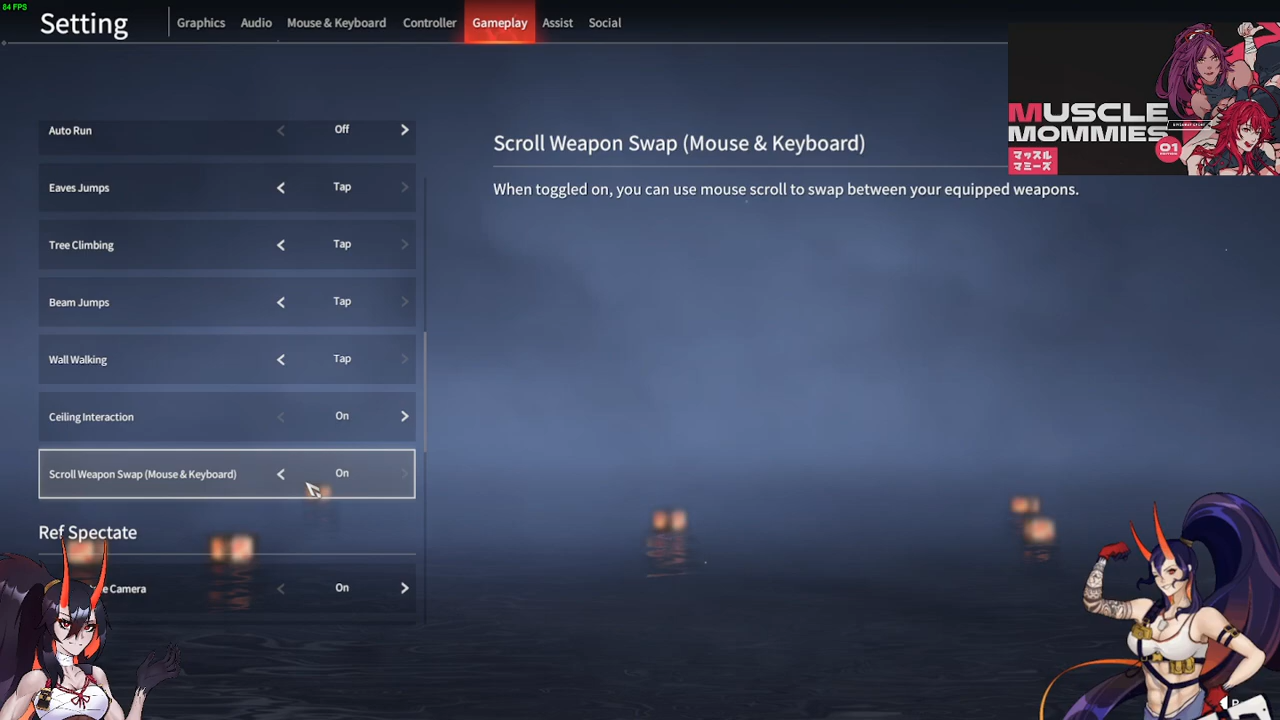 84 FPS
Setting
Graphics
Audio
Mouse & Keyboard
Controller
Gameplay
Assist
Social
Auto Run
Off
Eaves Jumps
Tap
Tree Climbing
Tap
Beam Jumps
Tap
Wall Walking
Tap
Ceiling Interaction
On
Scroll Weapon Swap (Mouse & Keyboard)
On
Ref Spectate
e Camera
On
Scroll Weapon Swap (Mouse & Keyboard)
When toggled on, you can use mouse scroll to swap between your equipped weapons.
MUSCLE
MOMMIES
01
マッスル
マミーズ